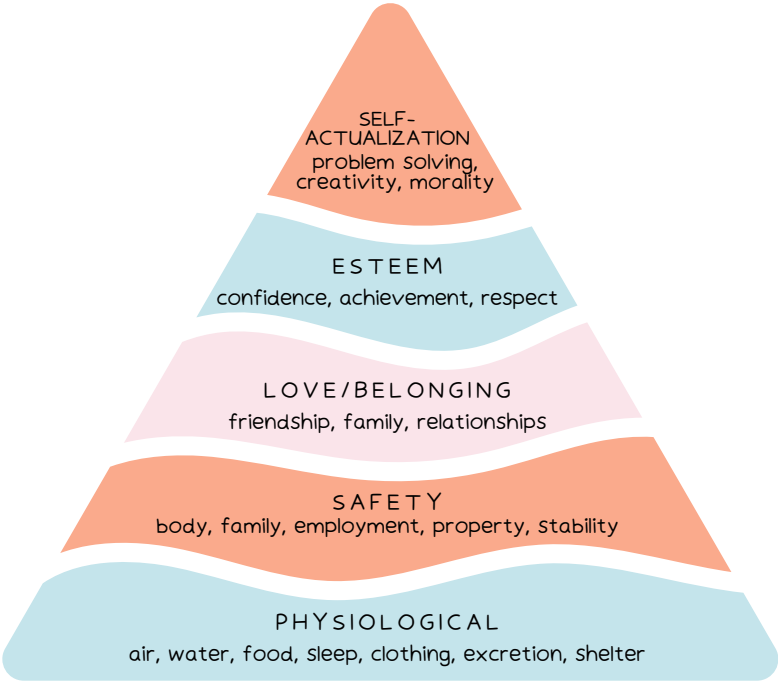 SELF-
ACTUALIZATION
problem solving,
creativity, morality
ESTEEM
confidence, achievement, respect
LOVE/BELONGING
friendship, family, relationships
SAFETY
body, family, employment, property, stability
PHYSIOLOGICAL
air, water, food, sleep, clothing, excretion, shelter